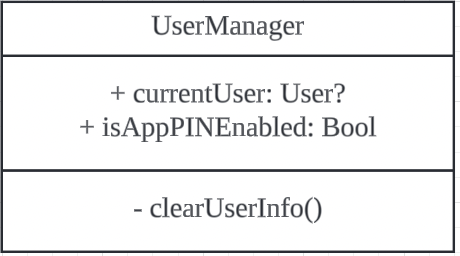 UserManager
+ currentUser: User?
+ isAppPINEnabled: Bool
- clearUserInfo()